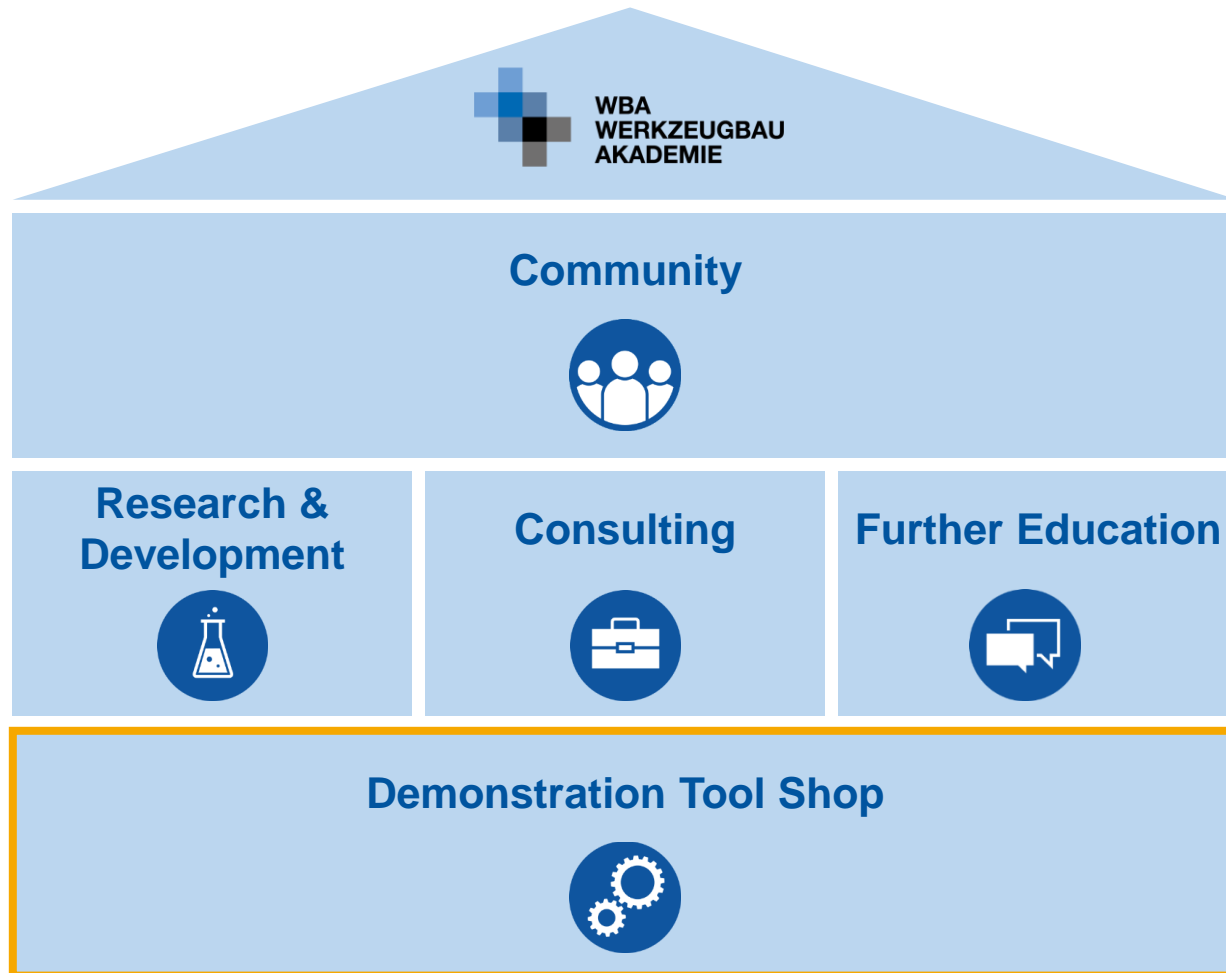 WBA
WERKZEUGBAU
AKADEMIE
Community
Research &
Development
Consulting
Further Education
Demonstration Tool Shop